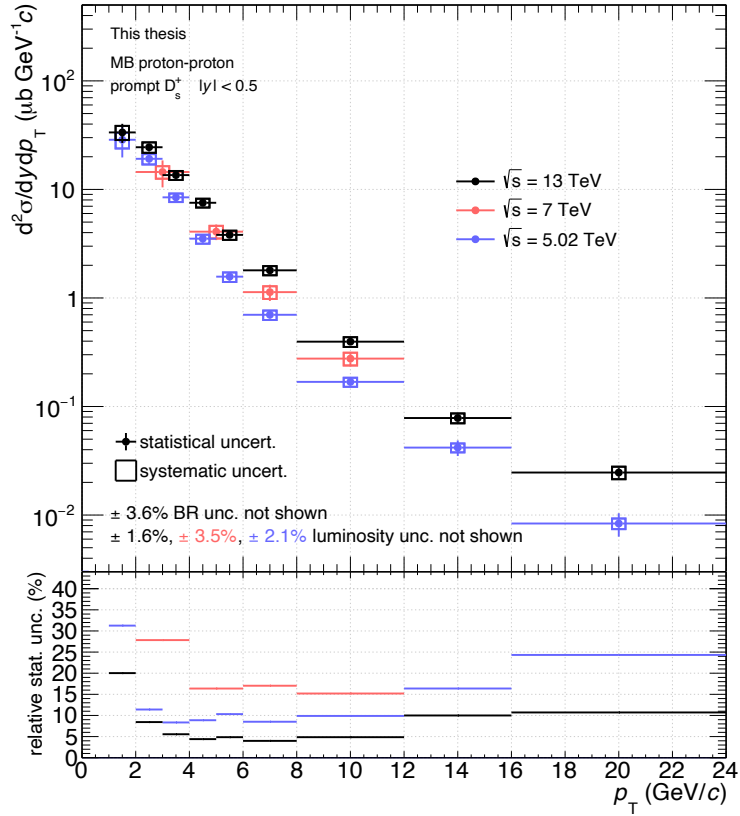 This thesis
MB proton-proton
prompt D_s^+ |y| < 0.5
d²σ/dydp_T (μb GeV⁻¹c)
10²
10
1
10⁻¹
10⁻²
√s = 13 TeV
√s = 7 TeV
√s = 5.02 TeV
statistical uncert.
systematic uncert.
± 3.6% BR unc. not shown
± 1.6%, ± 3.5%, ± 2.1% luminosity unc. not shown
relative stat. unc. (%)
40
35
30
25
20
15
10
5
0
0 2 4 6 8 10 12 14 16 18 20 22 24
p_T (GeV/c)